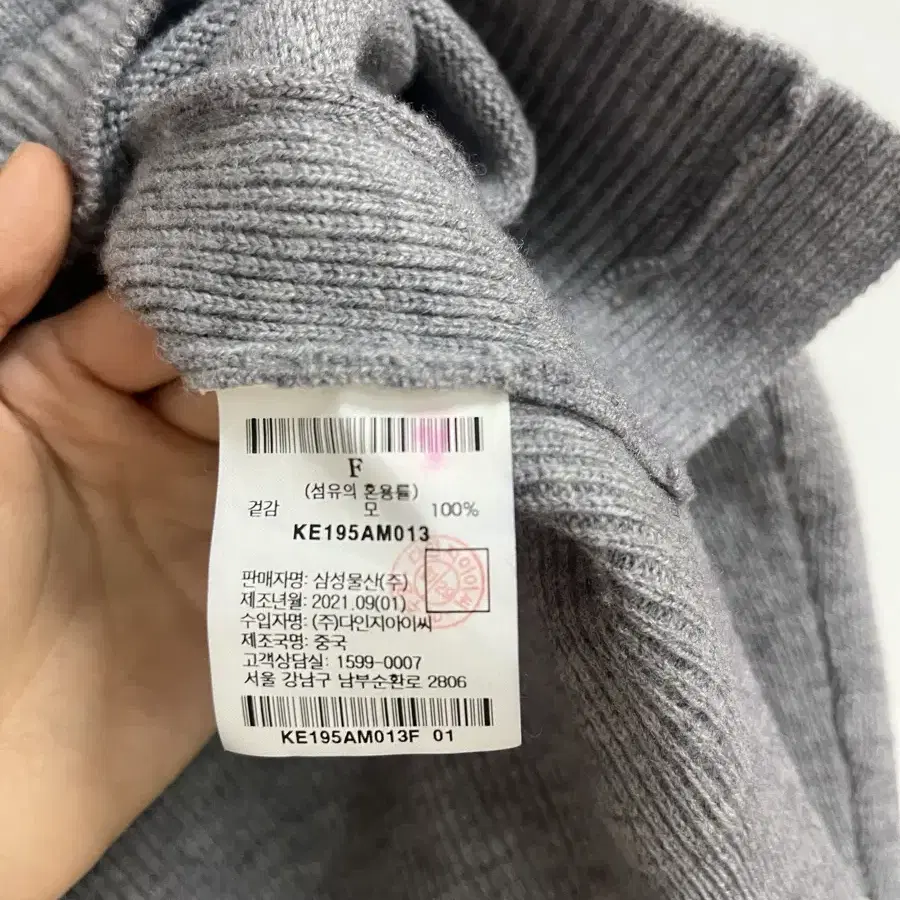 F
(섬유의 혼용률)
겉감 모 100%
KE195AM013
판매자명: 삼성물산(주)
제조년월: 2021.09(01)
수입자명: (주)다인지아이씨
제조국명: 중국
고객상담실: 1599-0007
서울 강남구 남부순환로 2806
KE195AM013F 01